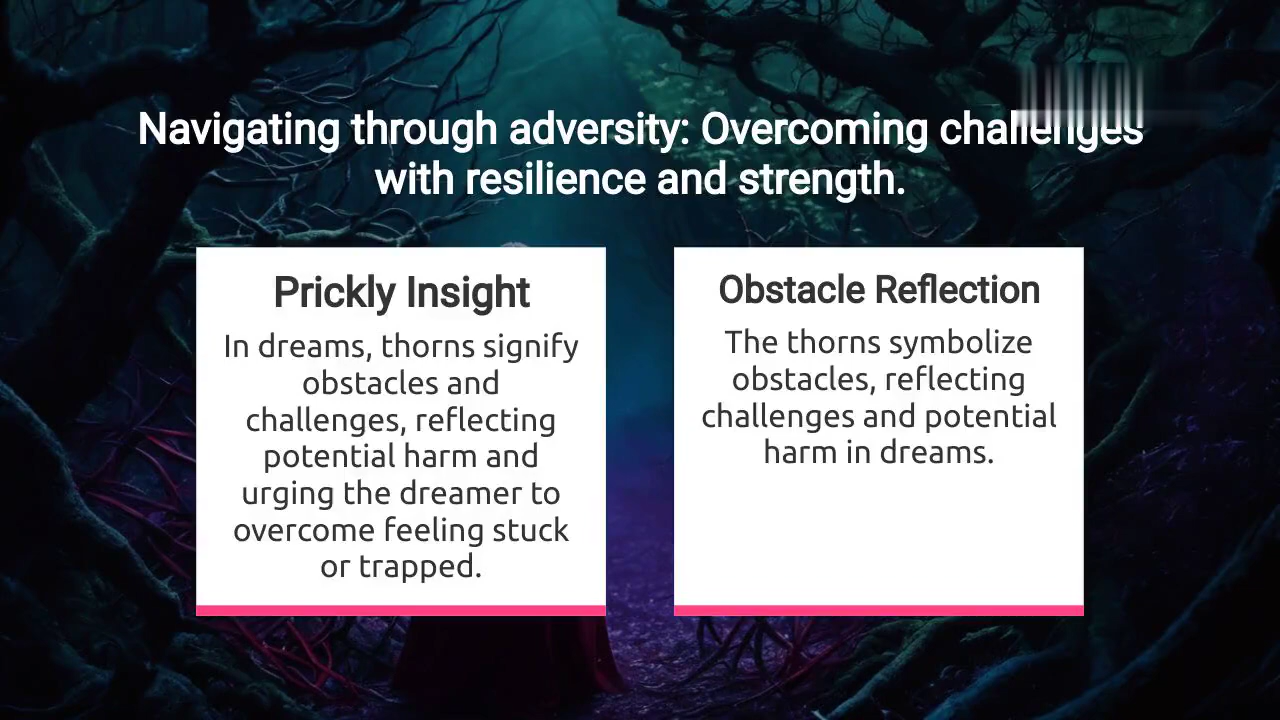 Navigating through adversity: Overcoming challenges
with resilience and strength.
Prickly Insight
In dreams, thorns signify
obstacles and
challenges, reflecting
potential harm and
urging the dreamer to
overcome feeling stuck
or trapped.
Obstacle Reflection
The thorns symbolize
obstacles, reflecting
challenges and potential
harm in dreams.